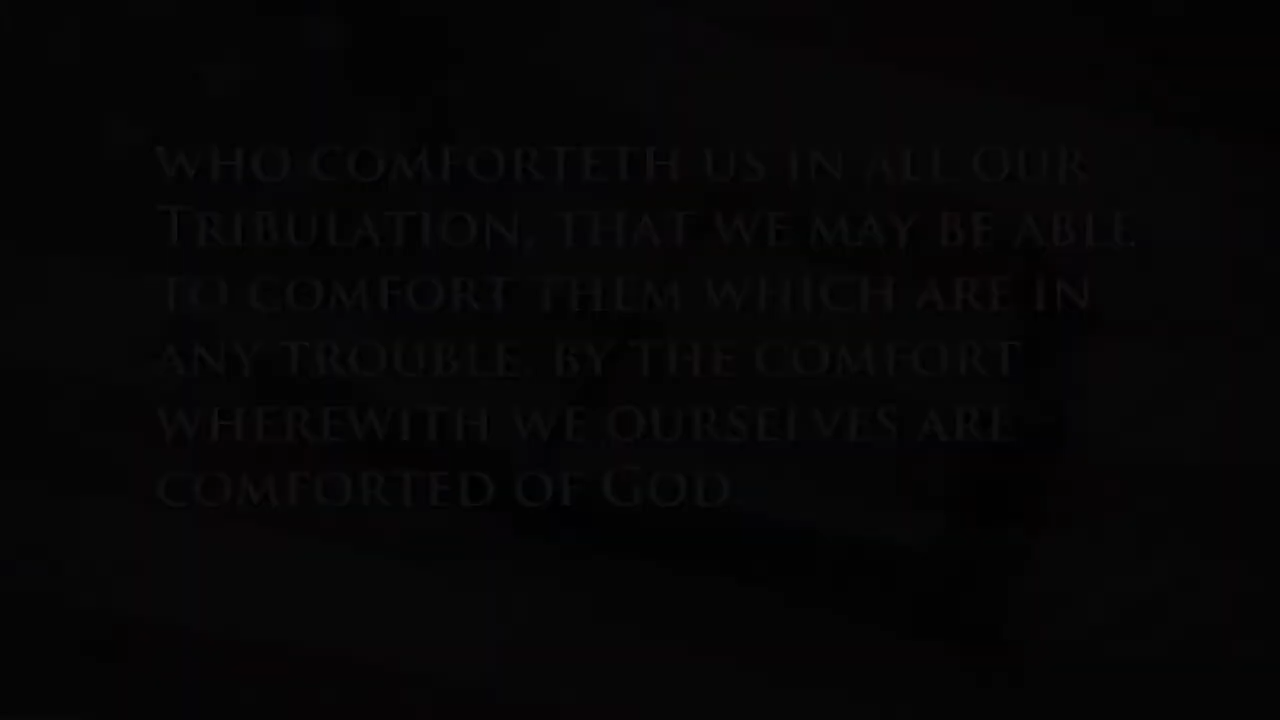 who comforteth us in all our
Tribulation, that we may be able
to comfort them which are in
any trouble, by the comfort
wherewith we ourselves are
comforted of God.